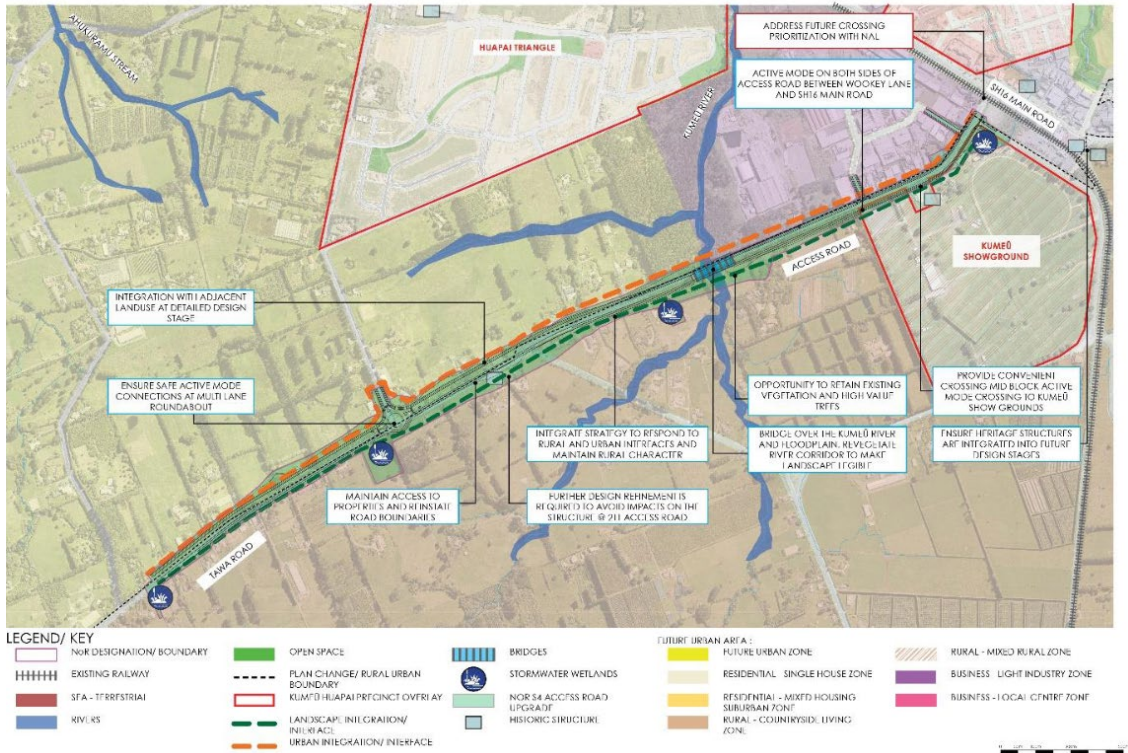 AHUKURAMU STREAM
HUAPAI TRIANGLE
KUMEŪ RIVER
ADDRESS FUTURE CROSSING
PRIORITIZATION WITH NAL
ACTIVE MODE ON BOTH SIDES OF
ACCESS ROAD BETWEEN WOOKEY LANE
AND SH16 MAIN ROAD
SH16 MAIN ROAD
KUMEŪ
SHOWGROUND
ACCESS ROAD
INTEGRATION WITH ADJACENT
LANDUSE AT DETAILED DESIGN
STAGE
ENSURE SAFE ACTIVE MODE
CONNECTIONS AT MULTI LANE
ROUNDABOUT
OPPORTUNITY TO RETAIN EXISTING
VEGETATION AND HIGH VALUE
TREES
PROVIDE CONVENIENT
CROSSING MID BLOCK ACTIVE
MODE CROSSING TO KUMEŪ
SHOW GROUNDS
INTEGRATE STRATEGY TO RESPOND TO
RURAL AND URBAN INTERFACES AND
MAINTAIN RURAL CHARACTER
BRIDGE OVER THE KUMEŪ RIVER
AND FLOODPLAIN. REVEGETATE
RIVER CORRIDOR TO MAKE
LANDSCAPE LEGIBLE
ENSURE HERITAGE STRUCTURES
ARE INTEGRATED INTO FUTURE
DESIGN STAGES
MAINTAIN ACCESS TO
PROPERTIES AND REINSTATE
ROAD BOUNDARIES
FURTHER DESIGN REFINEMENT IS
REQUIRED TO AVOID IMPACTS ON THE
STRUCTURE @ 211 ACCESS ROAD
TAWA ROAD
LEGEND/ KEY
NoR DESIGNATION/ BOUNDARY
EXISTING RAILWAY
SEA - TERRESTRIAL
RIVERS
OPEN SPACE
PLAN CHANGE/ RURAL URBAN
BOUNDARY
KUMEŪ HUAPAI PRECINCT OVERLAY
LANDSCAPE INTEGRATION/
INTERFACE
URBAN INTEGRATION/ INTERFACE
BRIDGES
STORMWATER WETLANDS
NOR S4 ACCESS ROAD
UPGRADE
HISTORIC STRUCTURE
FUTURE URBAN AREA :
FUTURE URBAN ZONE
RESIDENTIAL SINGLE HOUSE ZONE
RESIDENTIAL - MIXED HOUSING
SUBURBAN ZONE
RURAL - COUNTRYSIDE LIVING
ZONE
RURAL - MIXED RURAL ZONE
BUSINESS LIGHT INDUSTRY ZONE
BUSINESS - LOCAL CENTRE ZONE